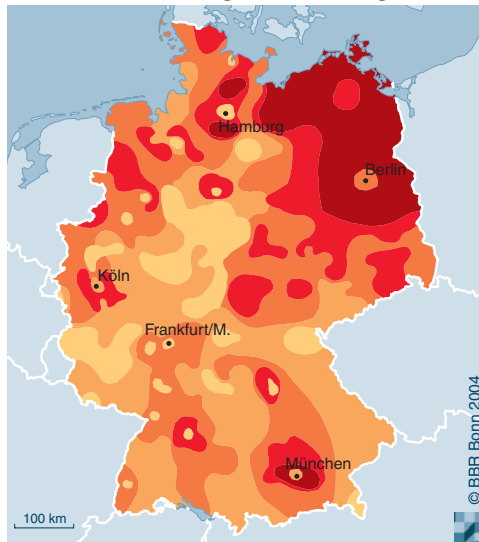 Hamburg
Berlin
Köln
Frankfurt/M.
München
100 km
© BBR Bonn 2004